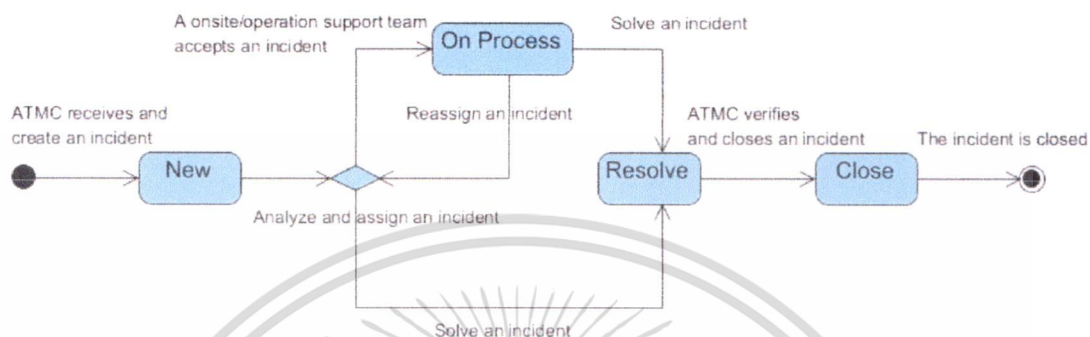 A onsite/operation support team
accepts an incident
On Process
Solve an incident
Reassign an incident
ATMC receives and
create an incident
ATMC verifies
and closes an incident
The incident is closed
New
Resolve
Close
Analyze and assign an incident
Solve an incident